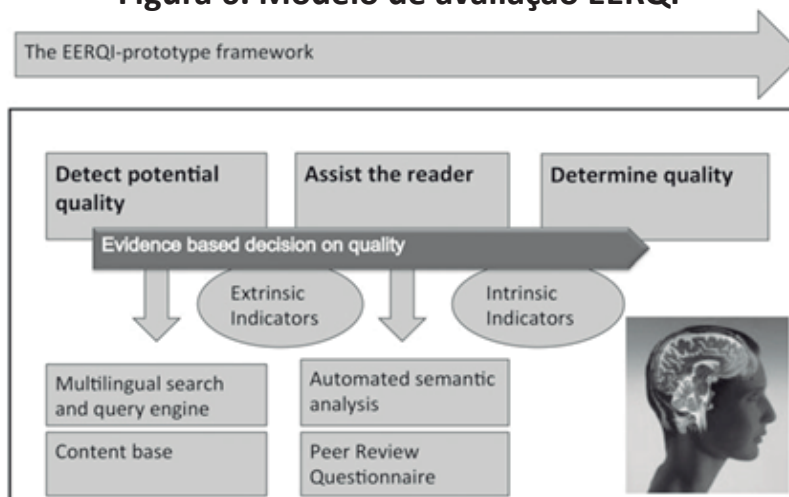 Figura 6. Modelo de avaliação EERQI
The EERQI-prototype framework
Detect potential
quality
Assist the reader
Determine quality
Evidence based decision on quality
Extrinsic
Indicators
Intrinsic
Indicators
Multilingual search
and query engine
Automated semantic
analysis
Content base
Peer Review
Questionnaire